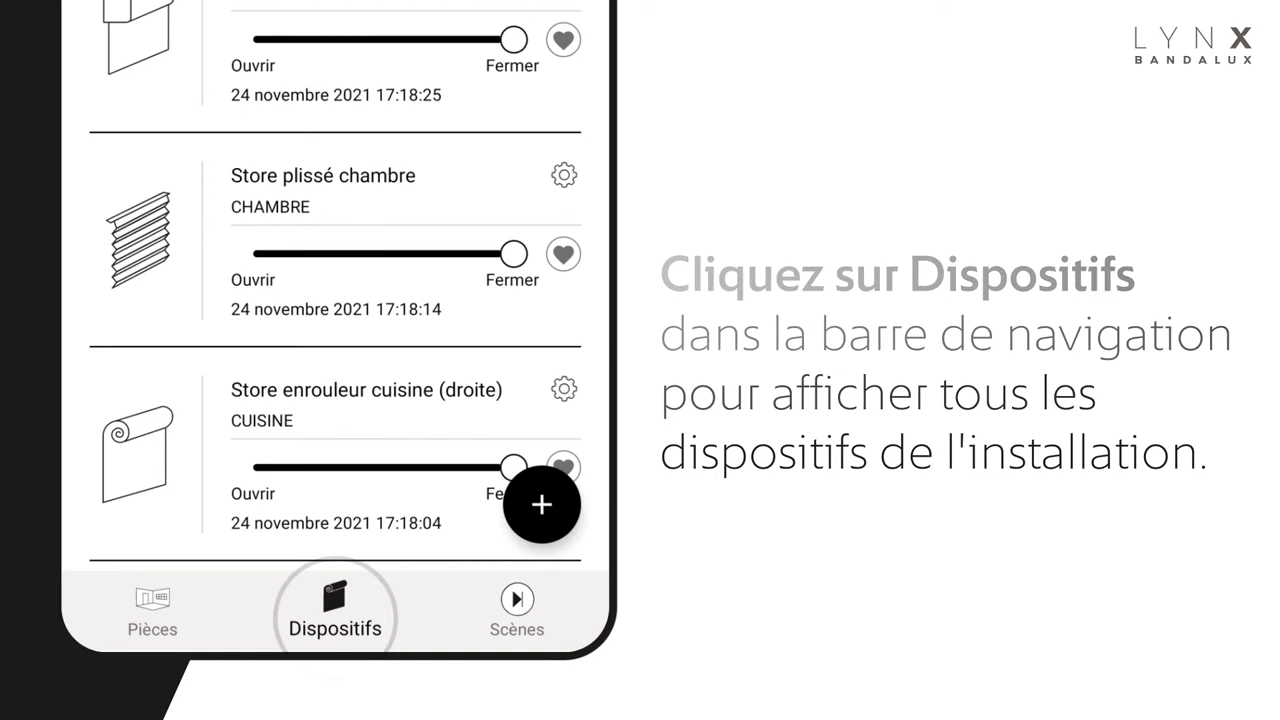 Ouvrir Fermer
24 novembre 2021 17:18:25
Store plissé chambre
CHAMBRE
Ouvrir Fermer
24 novembre 2021 17:18:14
Store enrouleur cuisine (droite)
CUISINE
Ouvrir Fe
24 novembre 2021 17:18:04
Pièces Dispositifs Scènes
LYNX
BANDALUX
Cliquez sur Dispositifs
dans la barre de navigation
pour afficher tous les
dispositifs de l'installation.